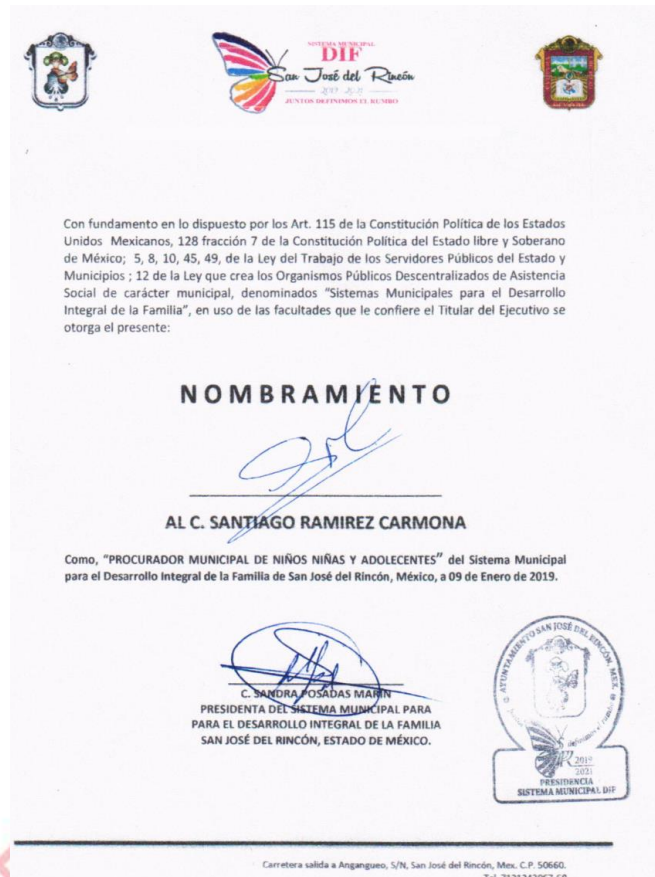 SISTEMA MUNICIPAL
DIF
San José del Rincón
JUNTOS DEFINIMOS EL RUMBO
Con fundamento en lo dispuesto por los Art. 115 de la Constitución Política de los Estados
Unidos Mexicanos, 128 fracción 7 de la Constitución Política del Estado libre y Soberano
de México; 5, 8, 10, 45, 49, de la Ley del Trabajo de los Servidores Públicos del Estado y
Municipios ; 12 de la Ley que crea los Organismos Públicos Descentralizados de Asistencia
Social de carácter municipal, denominados "Sistemas Municipales para el Desarrollo
Integral de la Familia", en uso de las facultades que le confiere el Titular del Ejecutivo se
otorga el presente:
NOMBRAMIENTO
AL C. SANTIAGO RAMIREZ CARMONA
Como, "PROCURADOR MUNICIPAL DE NIÑOS NIÑAS Y ADOLECENTES" del Sistema Municipal
para el Desarrollo Integral de la Familia de San José del Rincón, México, a 09 de Enero de 2019.
C. SANDRA POSADAS MARIN
PRESIDENTA DEL SISTEMA MUNICIPAL PARA
PARA EL DESARROLLO INTEGRAL DE LA FAMILIA
SAN JOSÉ DEL RINCÓN, ESTADO DE MÉXICO.
AYUNTAMIENTO SAN JOSE DEL RINCON, MEX.
2019
2021
PRESIDENCIA
SISTEMA MUNICIPAL DIF
Carretera salida a Angangueo, S/N, San José del Rincón, Mex. C.P. 50660.